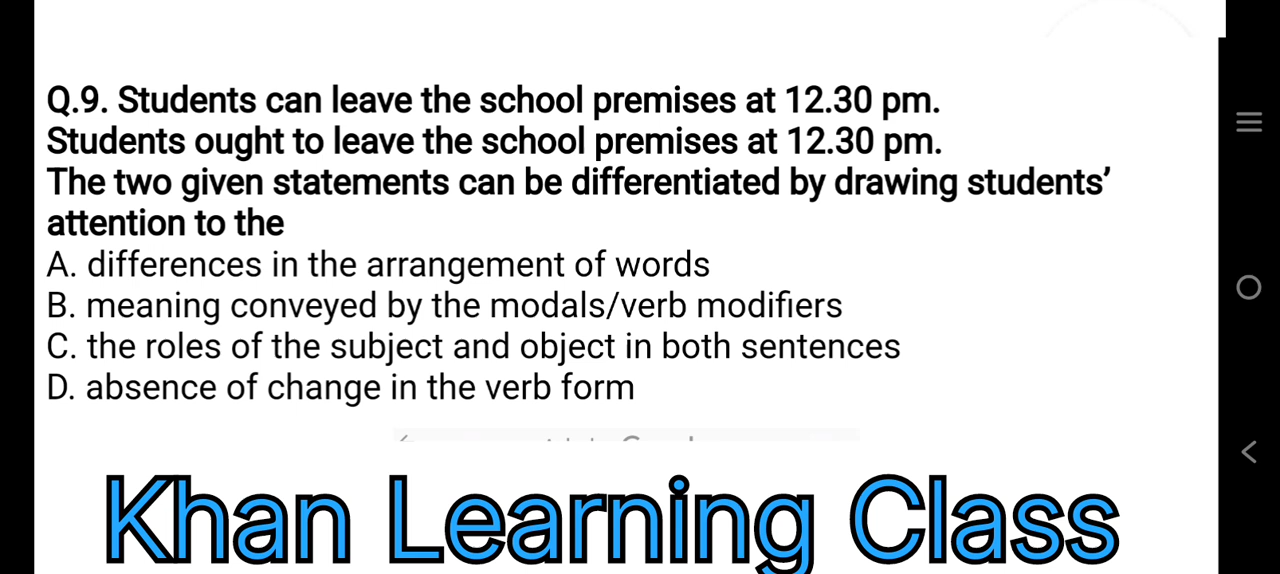 Q.9. Students can leave the school premises at 12.30 pm.
Students ought to leave the school premises at 12.30 pm.
The two given statements can be differentiated by drawing students’
attention to the
A. differences in the arrangement of words
B. meaning conveyed by the modals/verb modifiers
C. the roles of the subject and object in both sentences
D. absence of change in the verb form
Khan Learning Class